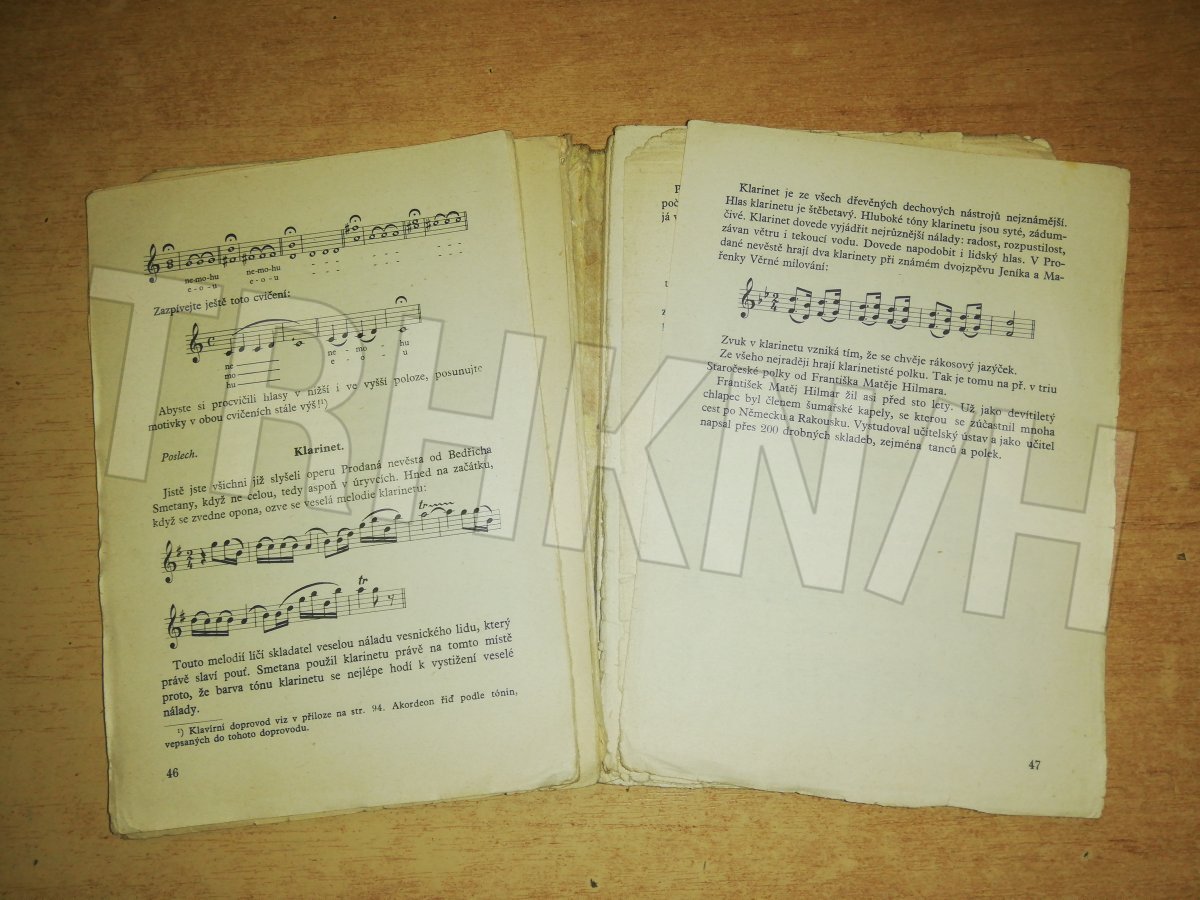 ne-mo-hu ne-mo-hu
e - o - u e - o - u
Zazpívejte ještě toto cvičení:
ne ne - mo - hu
mo e - o - u
hu
Abyste si procvičili hlasy v nižší i ve vyšší poloze, posunujte
motivky v obou cvičeních stále výš!¹)
Poslech. Klarinet.
Jistě jste všichni již slyšeli operu Prodaná nevěsta od Bedřicha
Smetany, když ne celou, tedy aspoň v úryvcích. Hned na začátku,
když se zvedne opona, ozve se veselá melodie klarinetu:
tr
tr
Touto melodií líčí skladatel veselou náladu vesnického lidu, který
právě slaví pouť. Smetana použil klarinetu právě na tomto místě
proto, že barva tónu klarinetu se nejlépe hodí k vystižení veselé
nálady.
¹) Klavírní doprovod viz v příloze na str. 94. Akordeon řiď podle tónin,
vepsaných do tohoto doprovodu.
46
P
poč
já v
t
z
!
Klarinet je ze všech dřevěných dechových nástrojů nejznámější.
Hlas klarinetu je štěbetavý. Hluboké tóny klarinetu jsou syté, zádum-
čivé. Klarinet dovede vyjádřit nejrůznější nálady: radost, rozpustilost,
závan větru i tekoucí vodu. Dovede napodobit i lidský hlas. V Pro-
dané nevěstě hrají dva klarinety při známém dvojzpěvu Jeníka a Ma-
řenky Věrné milování:
Zvuk v klarinetu vzniká tím, že se chvěje rákosový jazýček.
Ze všeho nejraději hrají klarinetisté polku. Tak je tomu na př. v triu
Staročeské polky od Františka Matěje Hilmara.
František Matěj Hilmar žil asi před sto lety. Už jako devítiletý
chlapec byl členem šumařské kapely, se kterou se zúčastnil mnoha
cest po Německu a Rakousku. Vystudoval učitelský ústav a jako učitel
napsal přes 200 drobných skladeb, zejména tanců a polek.
47
TRHKNIH